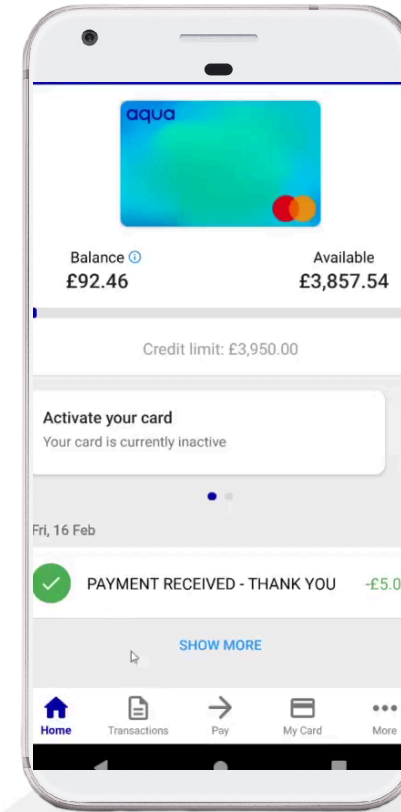 aqua
Balance
Available
£92.46
£3,857.54
Credit limit: £3,950.00
Activate your card
Your card is currently inactive
Fri, 16 Feb
PAYMENT RECEIVED - THANK YOU -£5.0
SHOW MORE
Home
Transactions
Pay
My Card
More